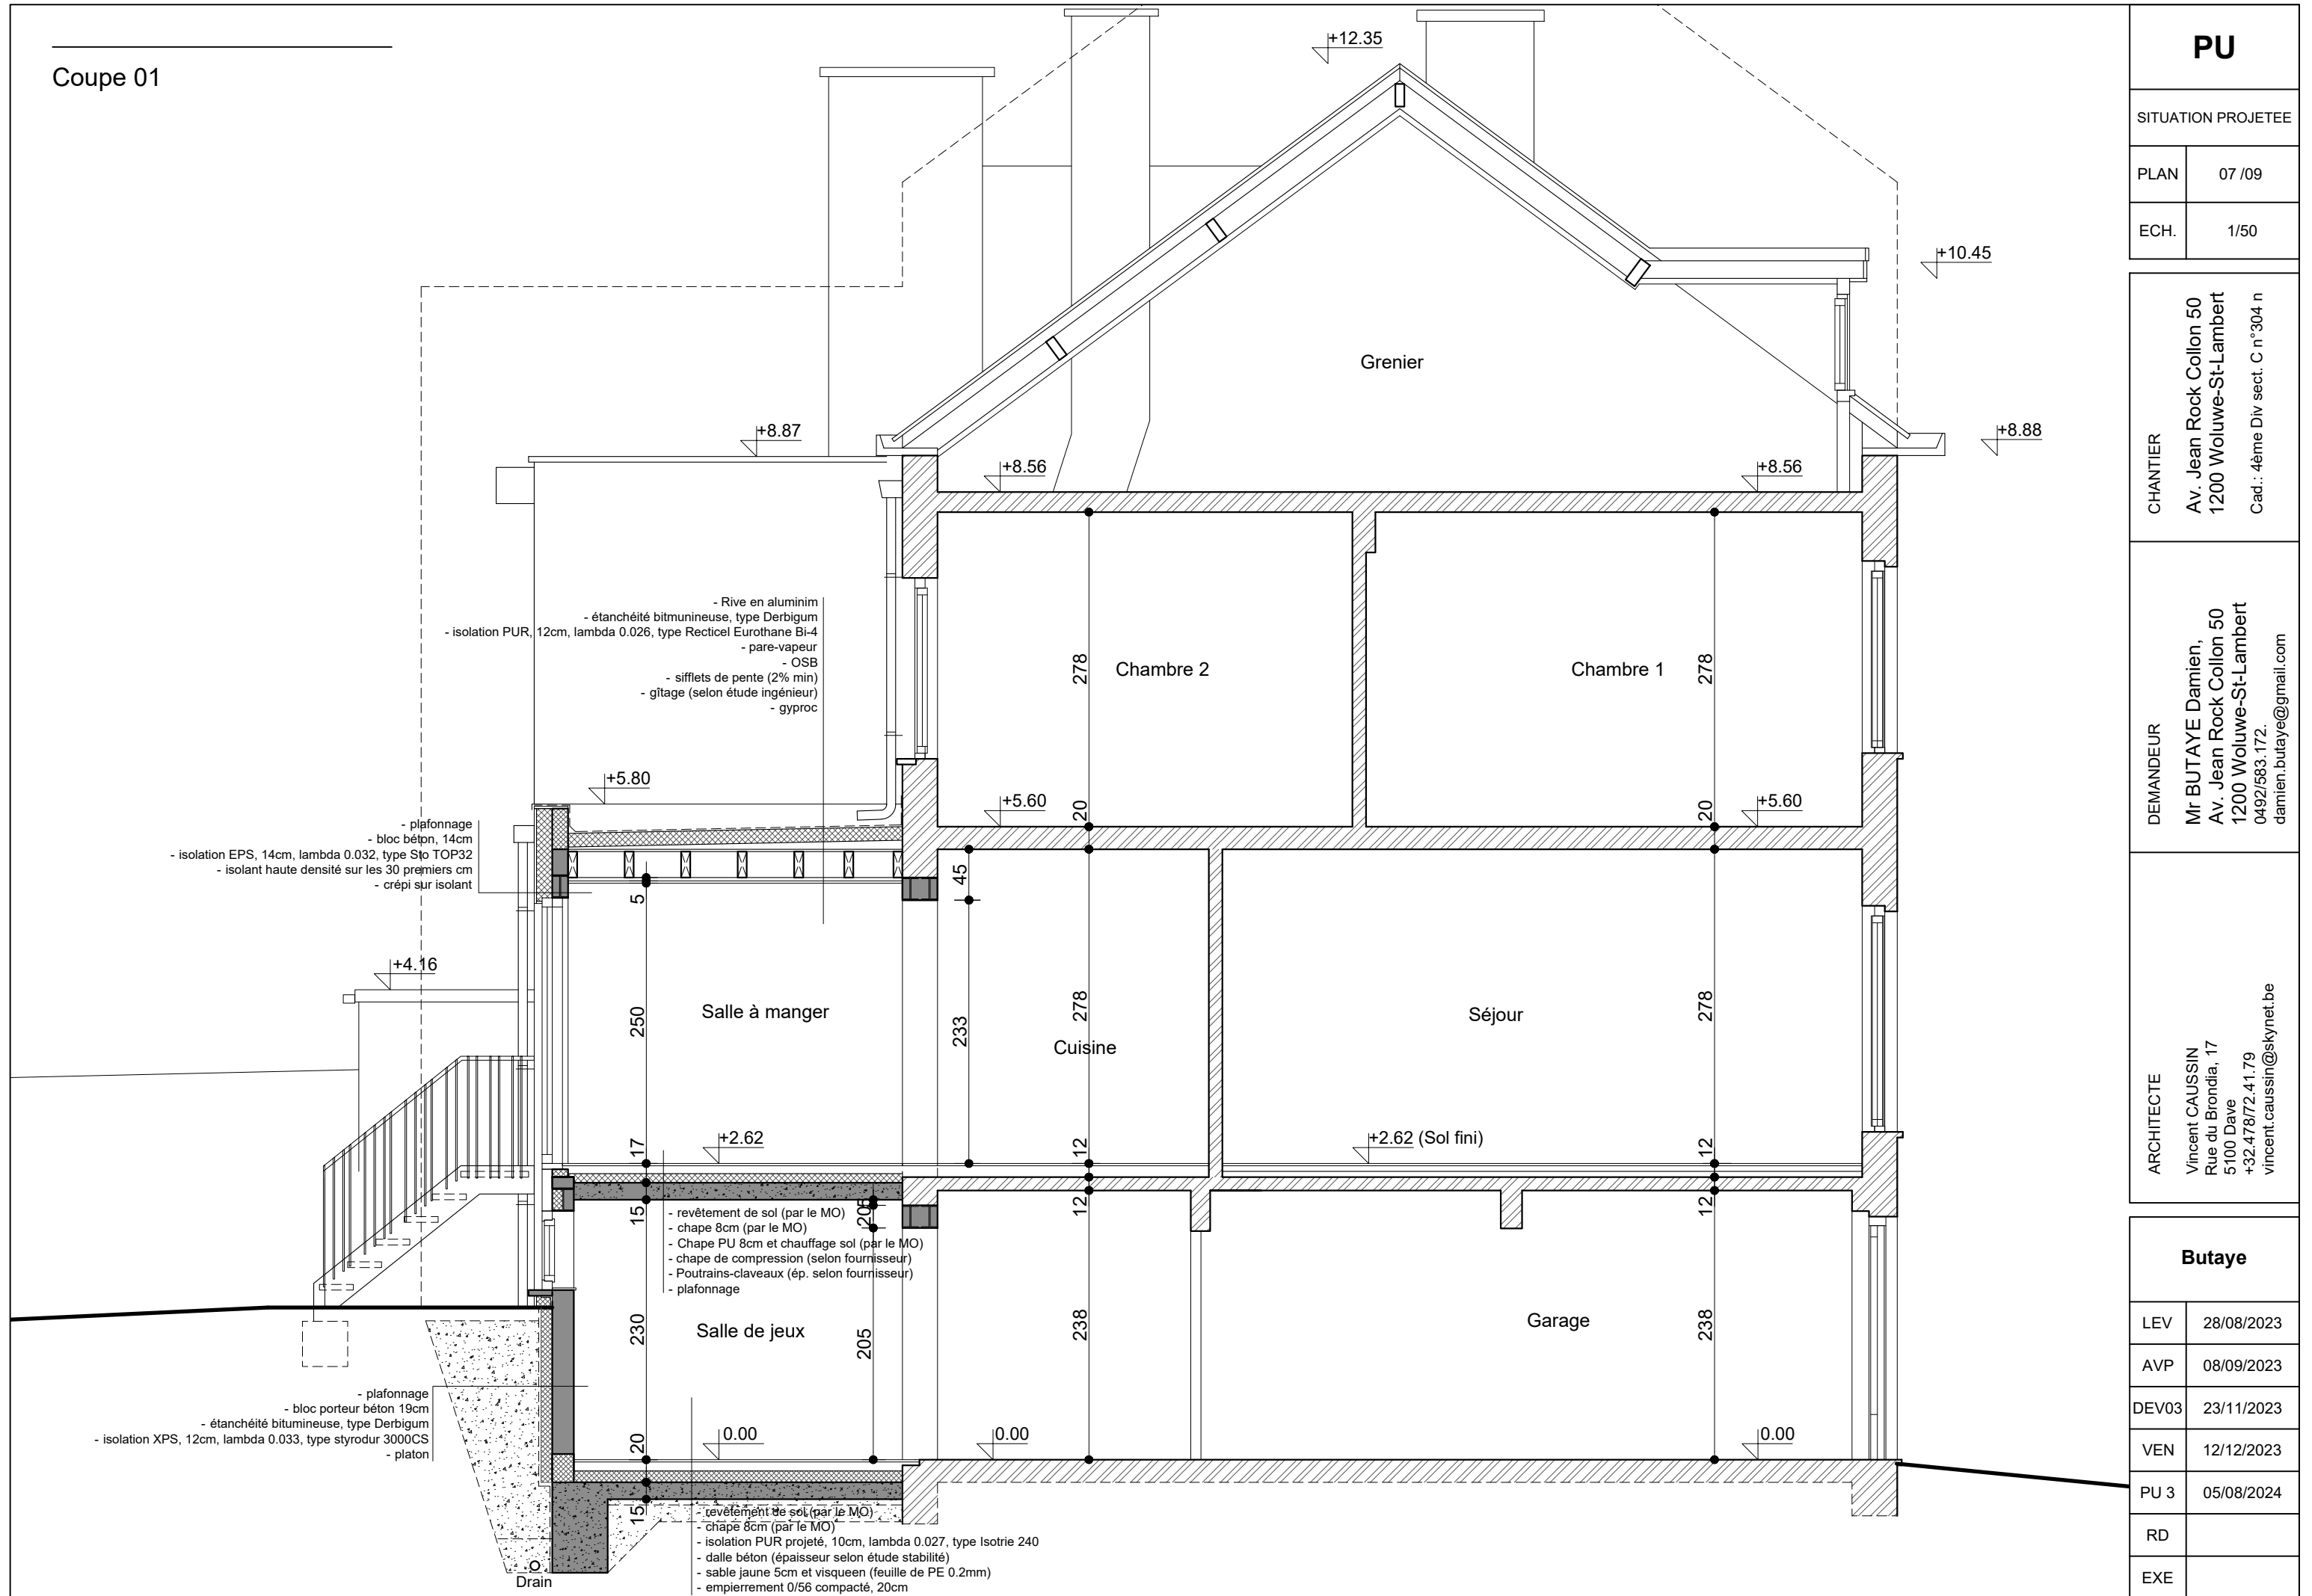 Coupe 01
+12.35
+10.45
Grenier
+8.87
+8.88
+8.56
+8.56
- Rive en aluminim
- étanchéité bitmunineuse, type Derbigum
- isolation PUR, 12cm, lambda 0.026, type Recticel Eurothane Bi-4
- pare-vapeur
- OSB
- sifflets de pente (2% min)
- gîtage (selon étude ingénieur)
- gyproc
278
Chambre 2
Chambre 1
278
+5.80
+5.60
20
20
+5.60
- plafonnage
- bloc béton, 14cm
- isolation EPS, 14cm, lambda 0.032, type Sto TOP32
- isolant haute densité sur les 30 premiers cm
- crépi sur isolant
5
45
+4.16
250
Salle à manger
233
278
Cuisine
Séjour
278
17
+2.62
12
+2.62 (Sol fini)
12
15
20
5
12
12
- revêtement de sol (par le MO)
- chape 8cm (par le MO)
- Chape PU 8cm et chauffage sol (par le MO)
- chape de compression (selon fournisseur)
- Poutrains-claveaux (ép. selon fournisseur)
- plafonnage
230
Salle de jeux
205
238
Garage
238
- plafonnage
- bloc porteur béton 19cm
- étanchéité bitumineuse, type Derbigum
- isolation XPS, 12cm, lambda 0.033, type styrodur 3000CS
- platon
20
0.00
0.00
0.00
15
- revêtement de sol (par le MO)
- chape 8cm (par le MO)
- isolation PUR projeté, 10cm, lambda 0.027, type Isotrie 240
- dalle béton (épaisseur selon étude stabilité)
- sable jaune 5cm et visqueen (feuille de PE 0.2mm)
- empierrement 0/56 compacté, 20cm
Drain
PU
SITUATION PROJETEE
PLAN 07 /09
ECH. 1/50
CHANTIER
Av. Jean Rock Collon 50
1200 Woluwe-St-Lambert
Cad.: 4ème Div sect. C n°304 n
DEMANDEUR
Mr BUTAYE Damien,
Av. Jean Rock Collon 50
1200 Woluwe-St-Lambert
0492/583.172.
damien.butaye@gmail.com
ARCHITECTE
Vincent CAUSSIN
Rue du Brondia, 17
5100 Dave
+32.478/72.41.79
vincent.caussin@skynet.be
Butaye
LEV 28/08/2023
AVP 08/09/2023
DEV03 23/11/2023
VEN 12/12/2023
PU 3 05/08/2024
RD
EXE